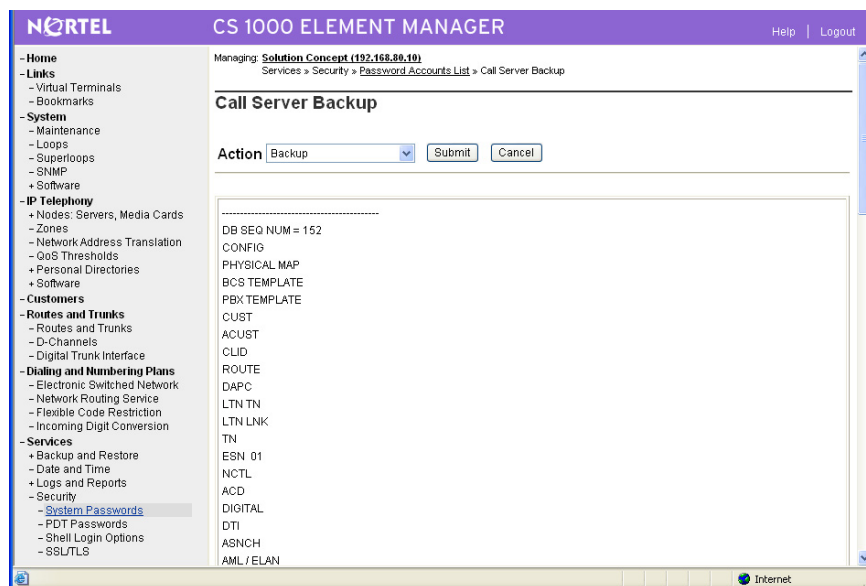 NORTEL
CS 1000 ELEMENT MANAGER
Help | Logout
- Home
- Links
- Virtual Terminals
- Bookmarks
- System
- Maintenance
- Loops
- Superloops
- SNMP
+ Software
- IP Telephony
+ Nodes: Servers, Media Cards
- Zones
- Network Address Translation
- QoS Thresholds
+ Personal Directories
+ Software
- Customers
- Routes and Trunks
- Routes and Trunks
- D-Channels
- Digital Trunk Interface
- Dialing and Numbering Plans
- Electronic Switched Network
- Network Routing Service
- Flexible Code Restriction
- Incoming Digit Conversion
- Services
+ Backup and Restore
- Date and Time
+ Logs and Reports
- Security
- System Passwords
- PDT Passwords
- Shell Login Options
- SSL/TLS
Managing: Solution Concept (192.168.80.10)
Services » Security » Password Accounts List » Call Server Backup
Call Server Backup
Action Backup Submit Cancel
-------------------------------------------
DB SEQ NUM = 152
CONFIG
PHYSICAL MAP
BCS TEMPLATE
PBX TEMPLATE
CUST
ACUST
CLID
ROUTE
DAPC
LTN TN
LTN LNK
TN
ESN 01
NCTL
ACD
DIGITAL
DTI
ASNCH
AML / ELAN
Internet